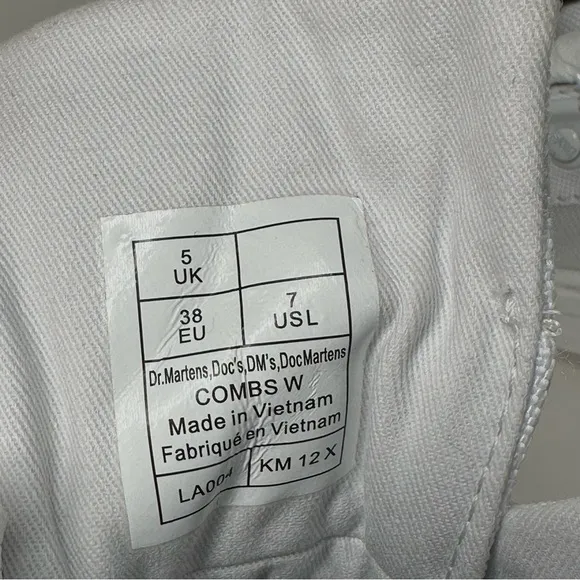 5
UK
38
EU
7
USL
Dr.Martens,Doc's,DM's,DocMartens
COMBS W
Made in Vietnam
Fabriqué en Vietnam
LA004
KM 12 X